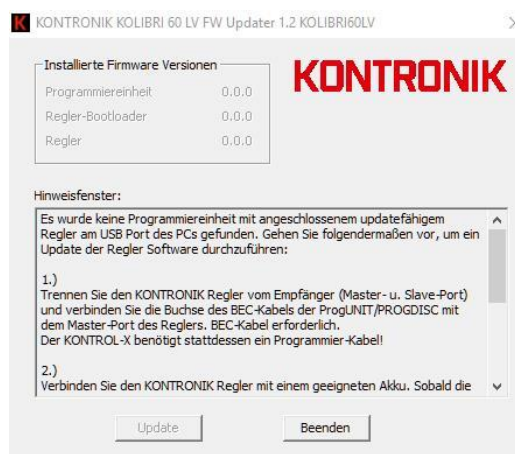 KONTRONIK KOLIBRI 60 LV FW Updater 1.2 KOLIBRI60LV
Installierte Firmware Versionen
Programmiereinheit 0.0.0
Regler-Bootloader 0.0.0
Regler 0.0.0
KONTRONIK
Hinweisfenster:
Es wurde keine Programmiereinheit mit angeschlossenem updatefähigem
Regler am USB Port des PCs gefunden. Gehen Sie folgendermaßen vor, um ein
Update der Regler Software durchzuführen:
1.)
Trennen Sie den KONTRONIK Regler vom Empfänger (Master- u. Slave-Port)
und verbinden Sie die Buchse des BEC-Kabels der ProgUNIT/PROGDISC mit
dem Master-Port des Reglers. BEC-Kabel erforderlich.
Der KONTROL-X benötigt stattdessen ein Programmier-Kabel!
2.)
Verbinden Sie den KONTRONIK Regler mit einem geeigneten Akku. Sobald die
Update
Beenden